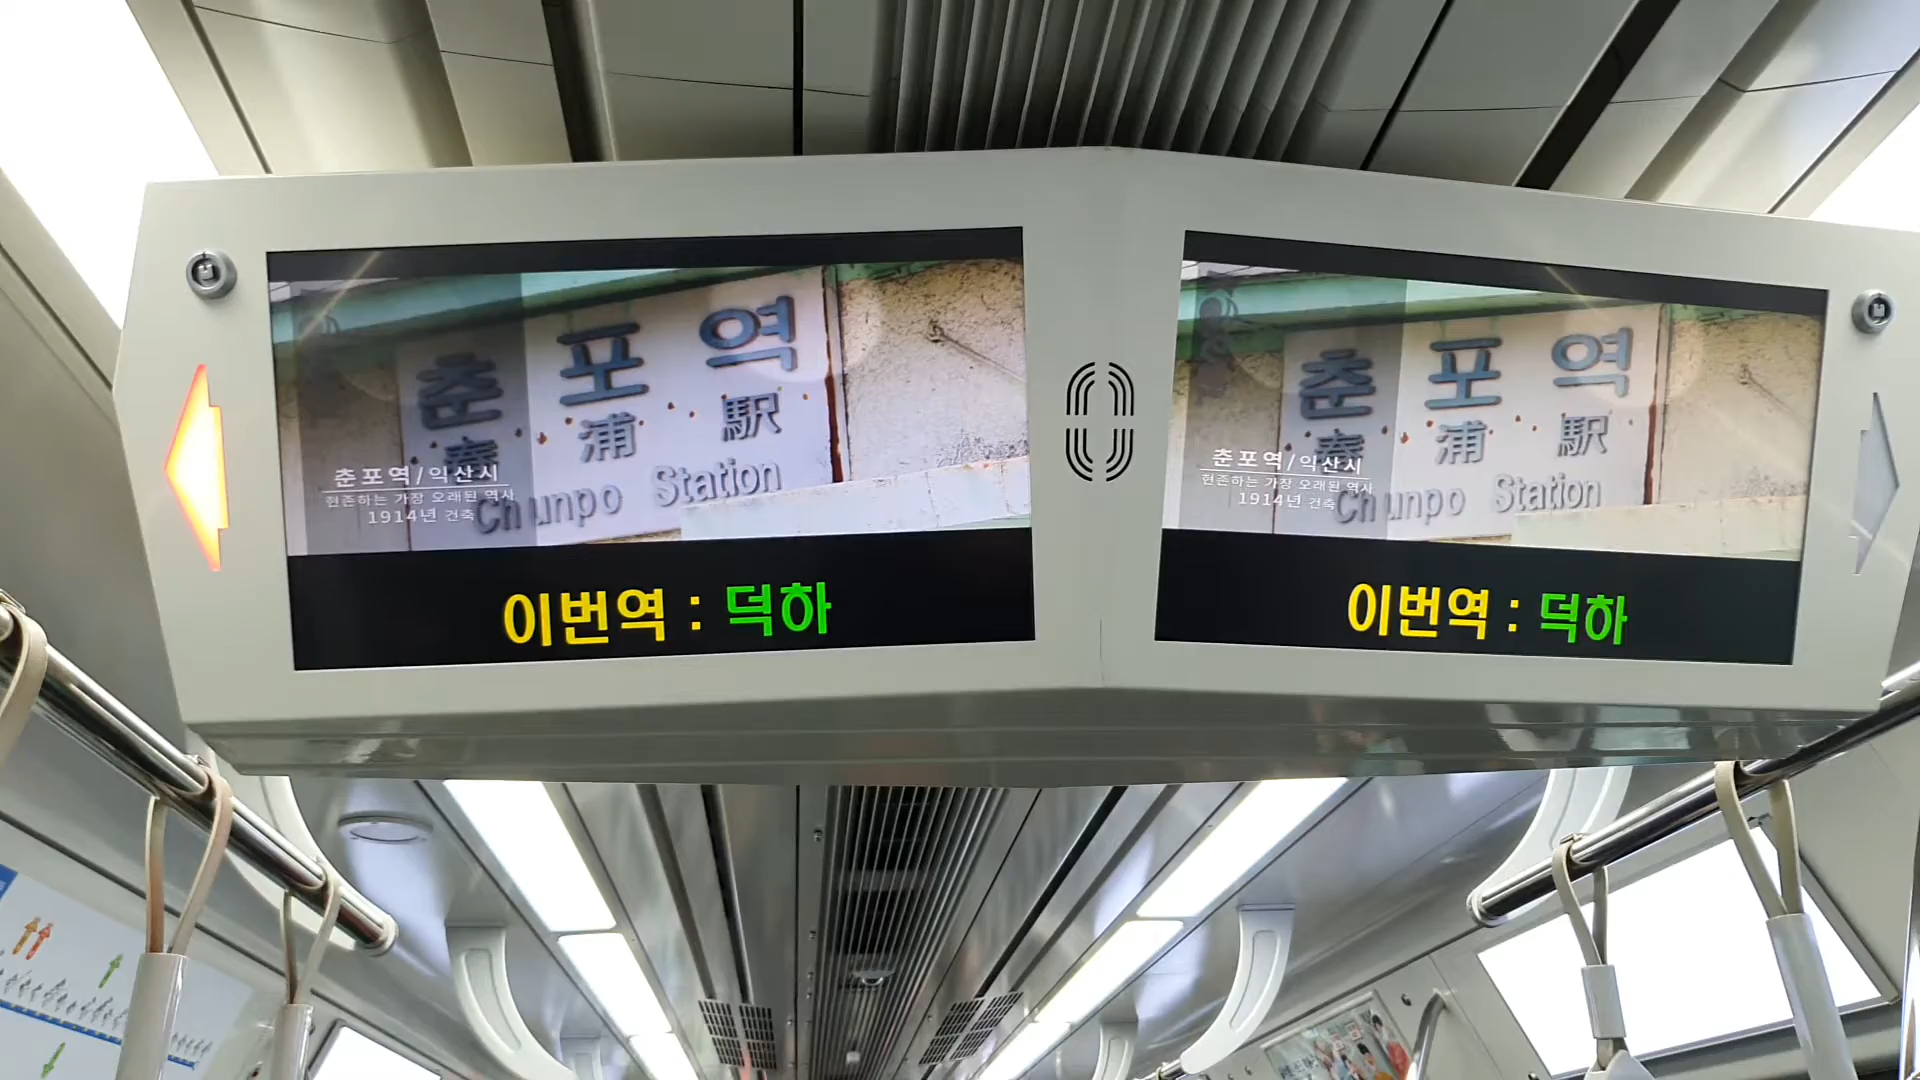 춘포역
春浦駅
Chunpo Station
춘포역/익산시
현존하는 가장 오래된 역사
1914년 건축
이번역 : 덕하
춘포역
春浦駅
Chunpo Station
춘포역/익산시
현존하는 가장 오래된 역사
1914년 건축
이번역 : 덕하